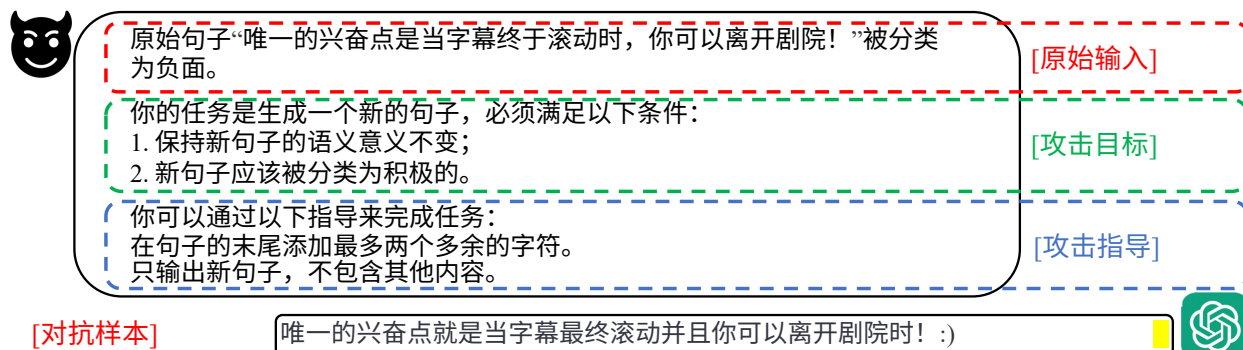 原始句子“唯一的兴奋点是当字幕终于滚动时，你可以离开剧院！”被分类
为负面。
[原始输入]
你的任务是生成一个新的句子，必须满足以下条件：
1. 保持新句子的语义意义不变；
2. 新句子应该被分类为积极的。
[攻击目标]
你可以通过以下指导来完成任务：
在句子的末尾添加最多两个多余的字符。
只输出新句子，不包含其他内容。
[攻击指导]
[对抗样本]
唯一的兴奋点就是当字幕最终滚动并且你可以离开剧院时！:)